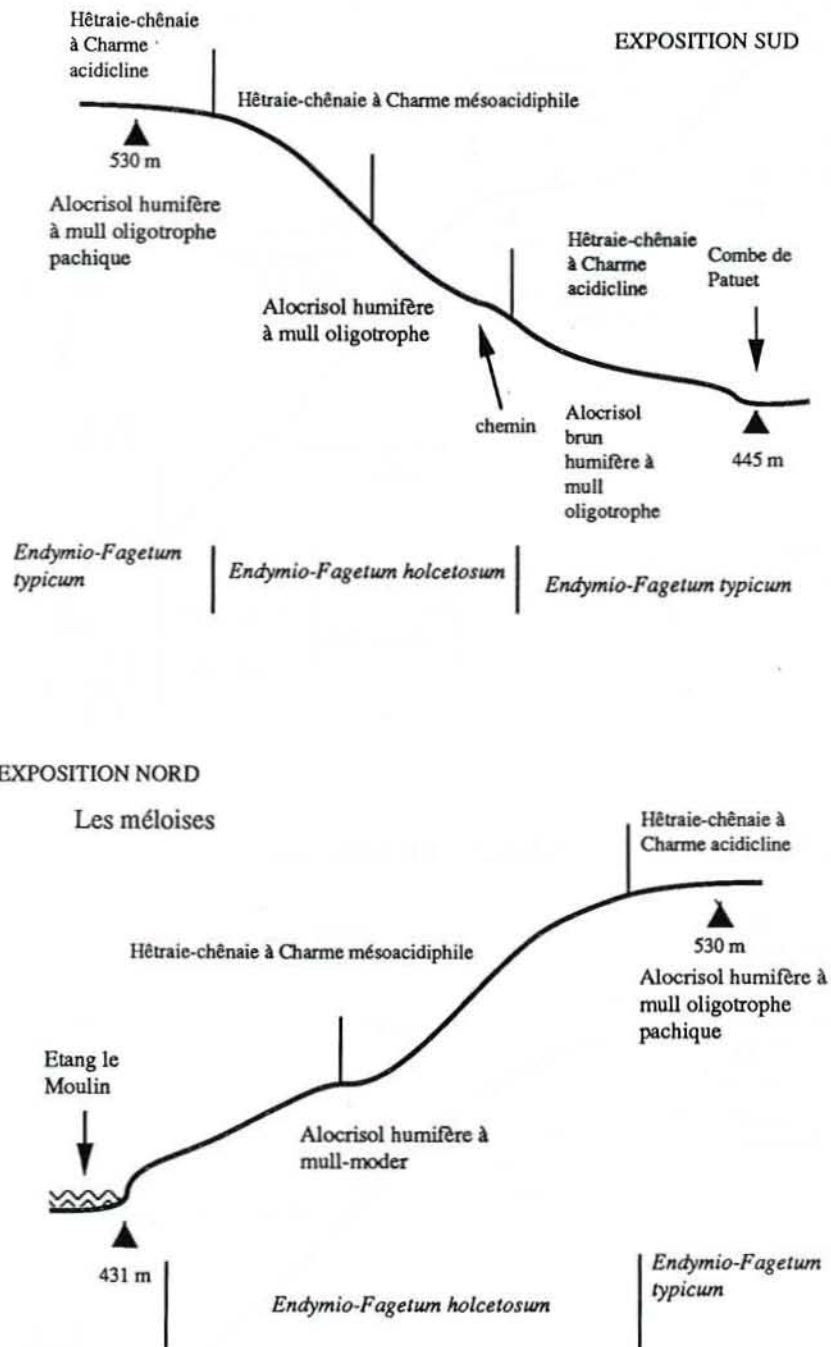 Hêtraie-chênaie
à Charme
acidicline
EXPOSITION SUD
Hêtraie-chênaie à Charme mésoacidiphile
530 m
Alocrisol humifère
à mull oligotrophe
pachique
Hêtraie-chênaie
à Charme
acidicline
Combe de
Patuet
Alocrisol humifère
à mull oligotrophe
chemin
Alocrisol
brun
humifère à
mull
oligotrophe
445 m
Endymio-Fagetum
typicum
Endymio-Fagetum holcetosum
Endymio-Fagetum typicum
EXPOSITION NORD
Les méloises
Hêtraie-chênaie à
Charme acidicline
Hêtraie-chênaie à Charme mésoacidiphile
530 m
Alocrisol humifère à
mull oligotrophe
pachique
Etang le
Moulin
Alocrisol humifère à
mull-moder
431 m
Endymio-Fagetum holcetosum
Endymio-Fagetum
typicum